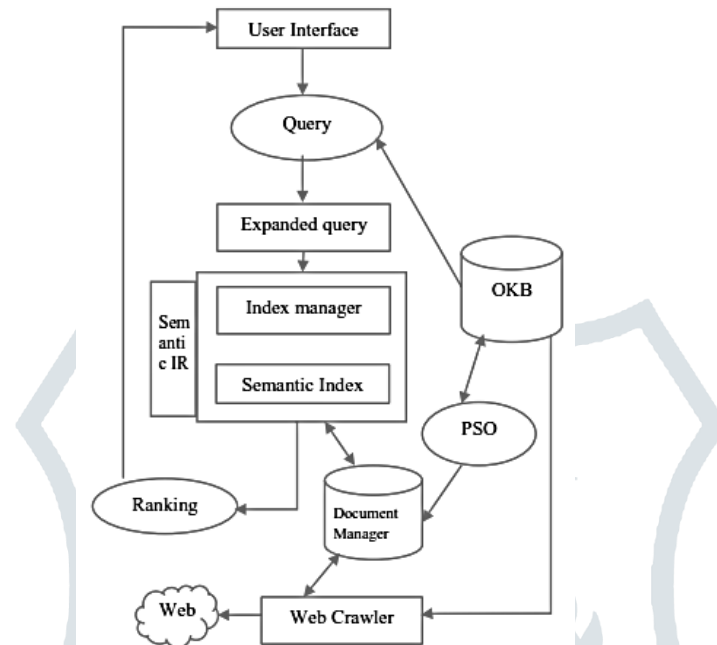 User Interface
Query
Expanded query
Index manager
OKB
Sem
anti
c IR
Semantic Index
PSO
Ranking
Document
Manager
Web
Web Crawler